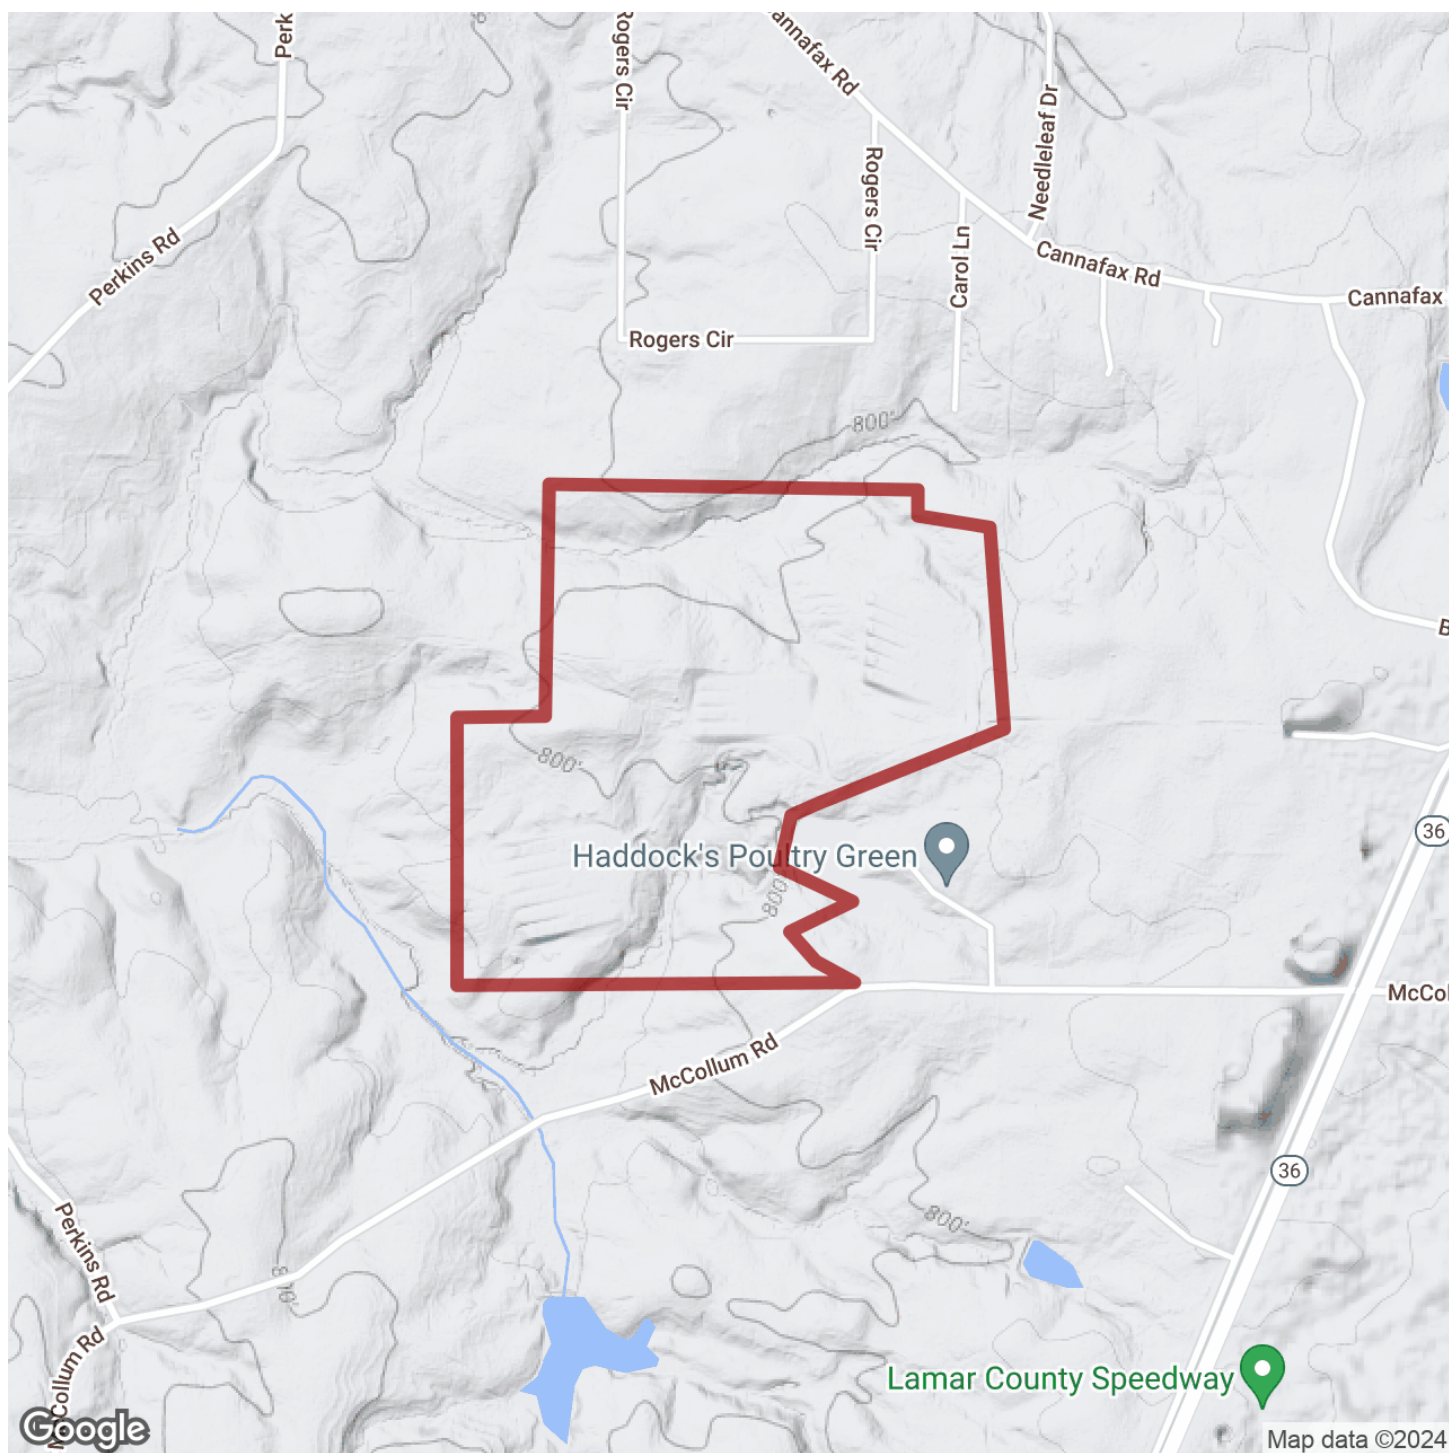 Perk
Rogers Cir
annafax Rd
Needleleaf Dr
Rogers Cir
Perkins Rd
Carol Ln
Cannafax Rd
Cannafax
Rogers Cir
800'
B
800'
36
Haddock's Poultry Green
800'
McCol
McCollum Rd
36
Perkins Rd
800'
McCollum Rd
Lamar County Speedway
Google
Map data ©2024